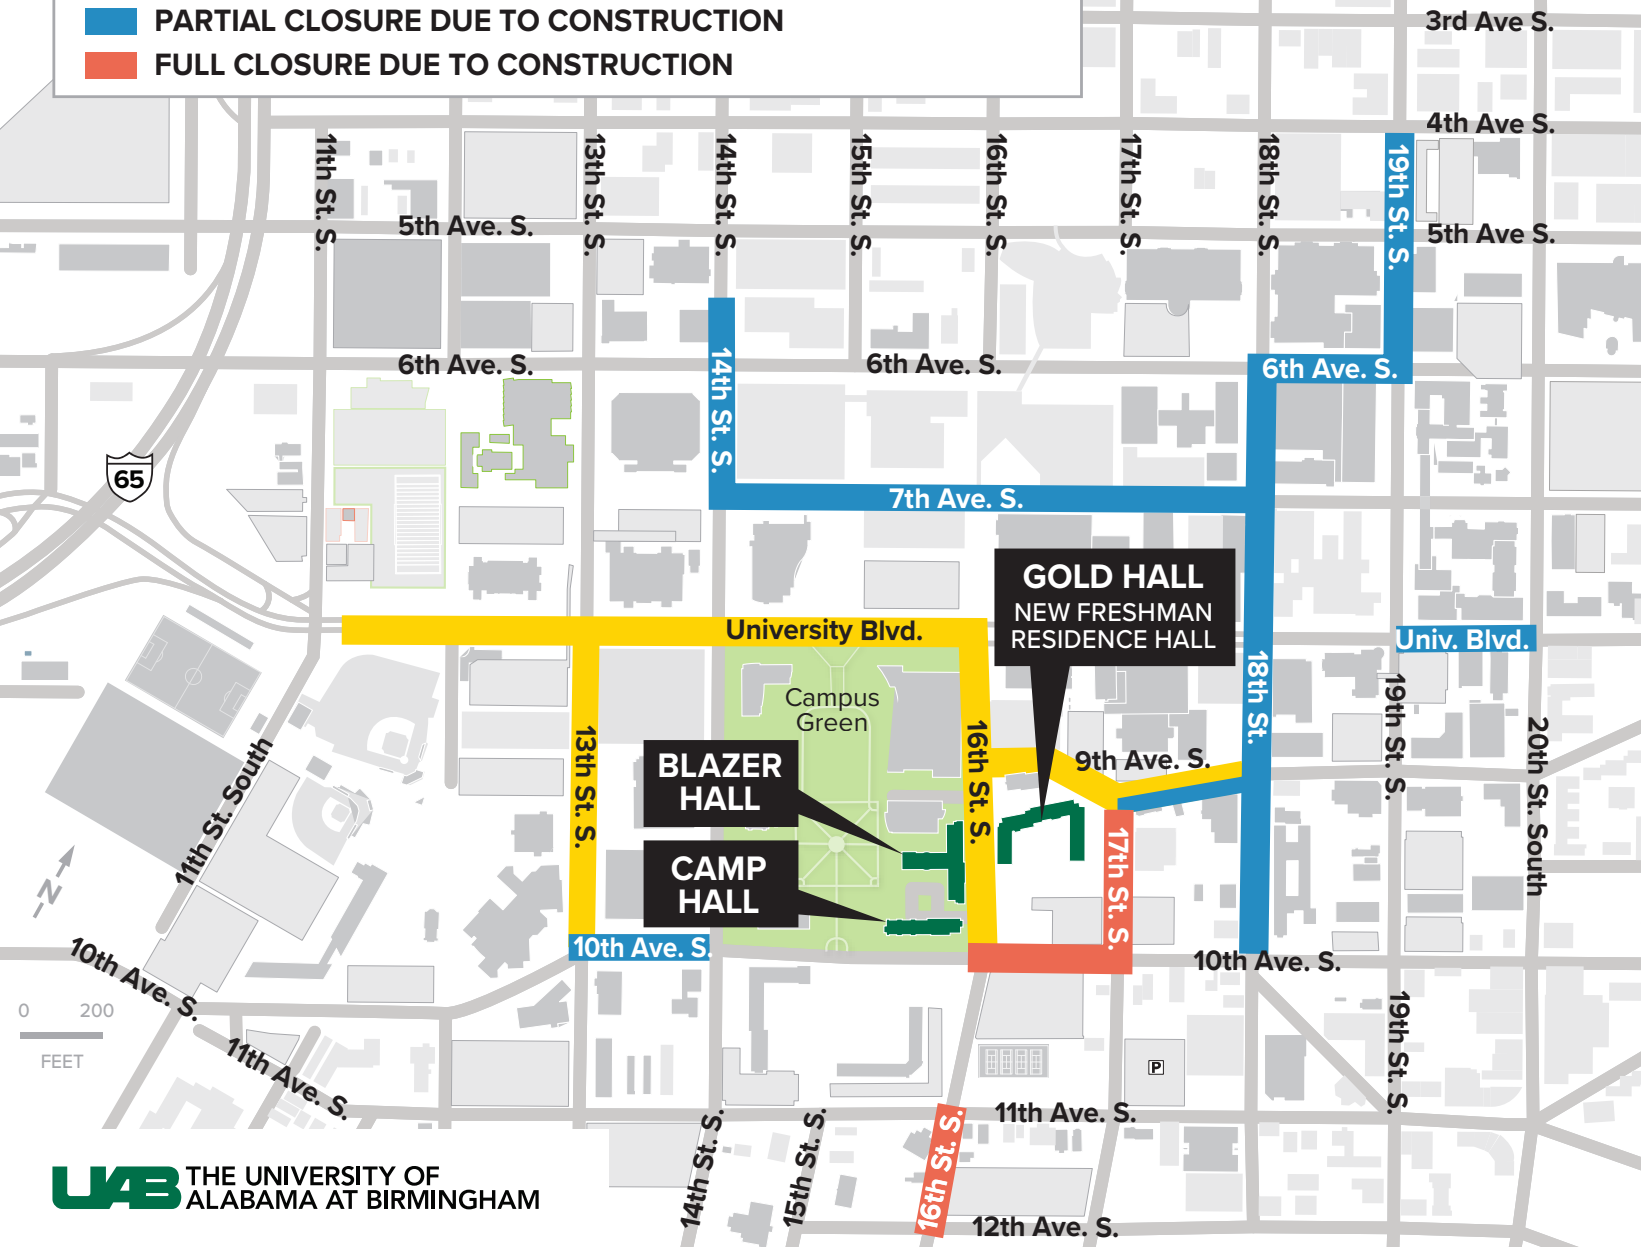 PARTIAL CLOSURE DUE TO CONSTRUCTION
FULL CLOSURE DUE TO CONSTRUCTION
3rd Ave S.
4th Ave S.
11th St. S.
13th St. S.
14th St. S.
15th St. S.
16th St. S.
17th St. S.
18th St. S.
19th St. S.
5th Ave. S.
5th Ave S.
6th Ave. S.
6th Ave. S.
6th Ave. S.
14th St. S.
65
7th Ave. S.
GOLD HALL
NEW FRESHMAN
RESIDENCE HALL
University Blvd.
Univ. Blvd.
18th St.
Campus
Green
19th St. S.
20th St. South
13th St. S.
16th St. S.
9th Ave. S.
BLAZER
HALL
11th St. South
17th St. S.
CAMP
HALL
N
10th Ave. S.
10th Ave. S.
10th Ave. S.
0 200
FEET
19th St. S.
11th Ave. S.
P
11th Ave. S.
14th St. S.
15th St. S.
16th St. S.
12th Ave. S.
UAB THE UNIVERSITY OF
ALABAMA AT BIRMINGHAM